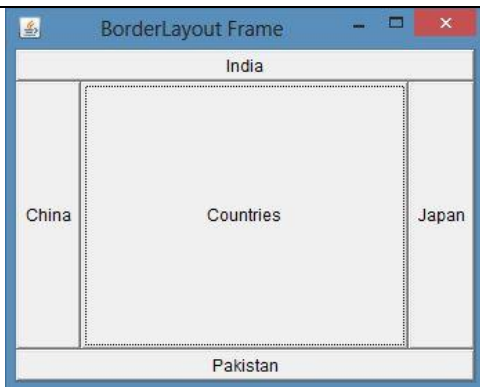 BorderLayout Frame
India
China
Countries
Japan
Pakistan